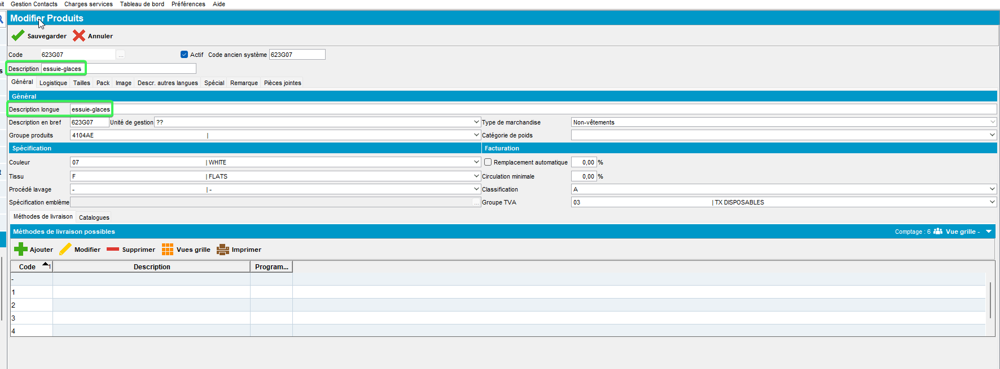 Gestion Contacts Charges services Tableau de bord Préférences Aide
Modifier Produits
Sauvegarder Annuler
Code 623G07 ... Actif Code ancien système 623G07
Description essuie-glaces
Général Logistique Tailles Pack Image Descr. autres langues Spécial Remarque Pièces jointes
Général
Description longue essuie-glaces
Description en bref 623G07 Unité de gestion ?? Type de marchandise Non-vêtements
Groupe produits 4104AE | Catégorie de poids
Spécification Facturation
Couleur 07 | WHITE Remplacement automatique 0,00 %
Tissu F | FLATS Circulation minimale 0,00 %
Procédé lavage - | - Classification A
Spécification emblème ... Groupe TVA 03 | TX DISPOSABLES
Méthodes de livraison Catalogues
Méthodes de livraison possibles Comptage : 6 Vue grille -
Ajouter Modifier Supprimer Vues grille Imprimer
Code 1 Description Program...
-
1
2
3
4